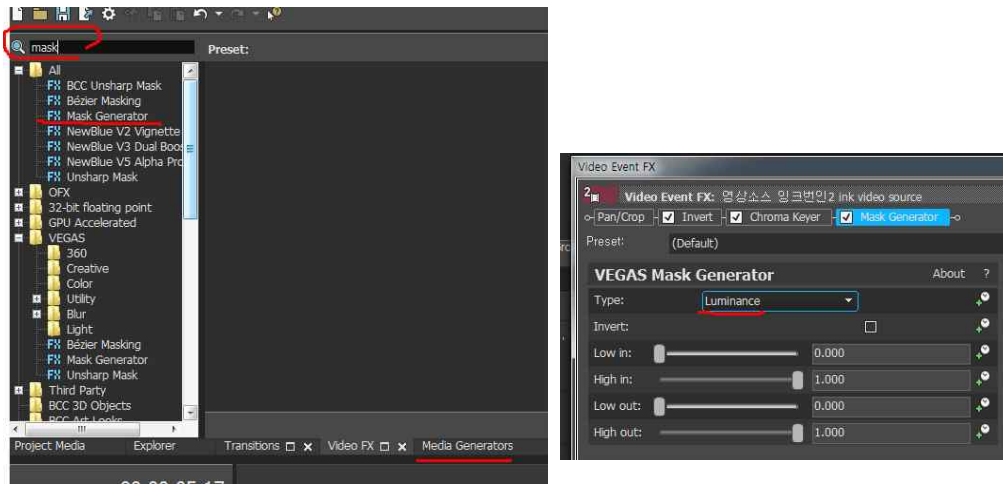 mask
Preset:
All
FX BCC Unsharp Mask
FX Bézier Masking
FX Mask Generator
FX NewBlue V2 Vignette
FX NewBlue V3 Dual Boo
FX NewBlue V5 Alpha Pro
FX Unsharp Mask
OFX
32-bit floating point
GPU Accelerated
VEGAS
360
Creative
Color
Utility
Blur
Light
FX Bézier Masking
FX Mask Generator
FX Unsharp Mask
Third Party
BCC 3D Objects
BCC Art Looks
Project Media Explorer Transitions Video FX Media Generators
Video Event FX
2 Video Event FX: 영상소스 잉크번인2 ink video source
Pan/Crop Invert Chroma Keyer Mask Generator
Preset: (Default)
VEGAS Mask Generator About ?
Type: Luminance
Invert:
Low in: 0.000
High in: 1.000
Low out: 0.000
High out: 1.000